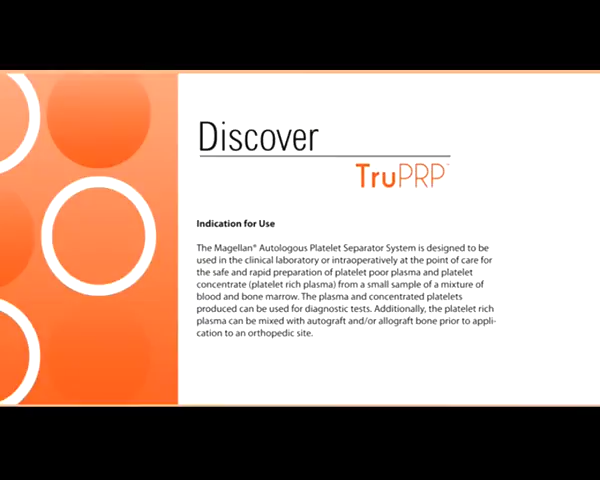 Discover
TruPRP™
Indication for Use
The Magellan® Autologous Platelet Separator System is designed to be
used in the clinical laboratory or intraoperatively at the point of care for
the safe and rapid preparation of platelet poor plasma and platelet
concentrate (platelet rich plasma) from a small sample of a mixture of
blood and bone marrow. The plasma and concentrated platelets
produced can be used for diagnostic tests. Additionally, the platelet rich
plasma can be mixed with autograft and/or allograft bone prior to appli-
cation to an orthopedic site.